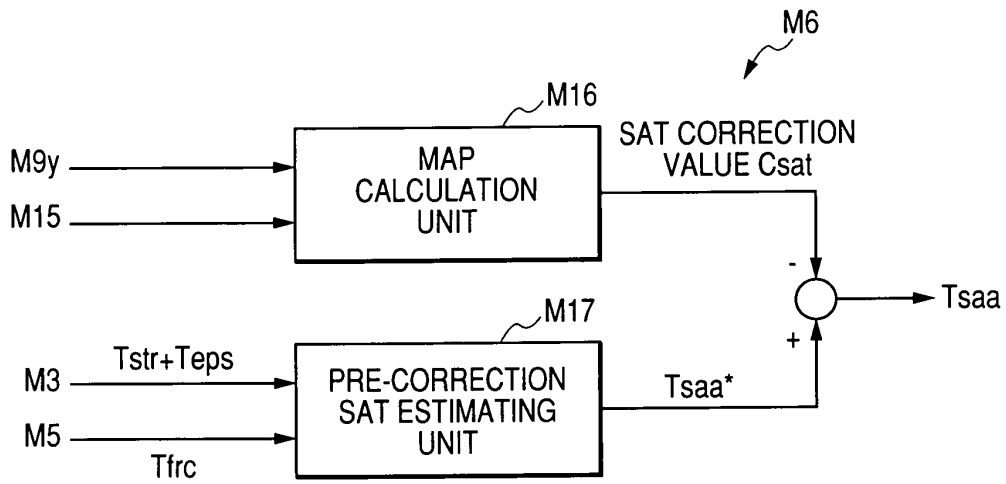 M6
M16
SAT CORRECTION
VALUE Csat
M9y
M15
MAP
CALCULATION
UNIT
-
Tsaa
+
M17
M3
Tstr+Teps
M5
Tfrc
PRE-CORRECTION
SAT ESTIMATING
UNIT
Tsaa*